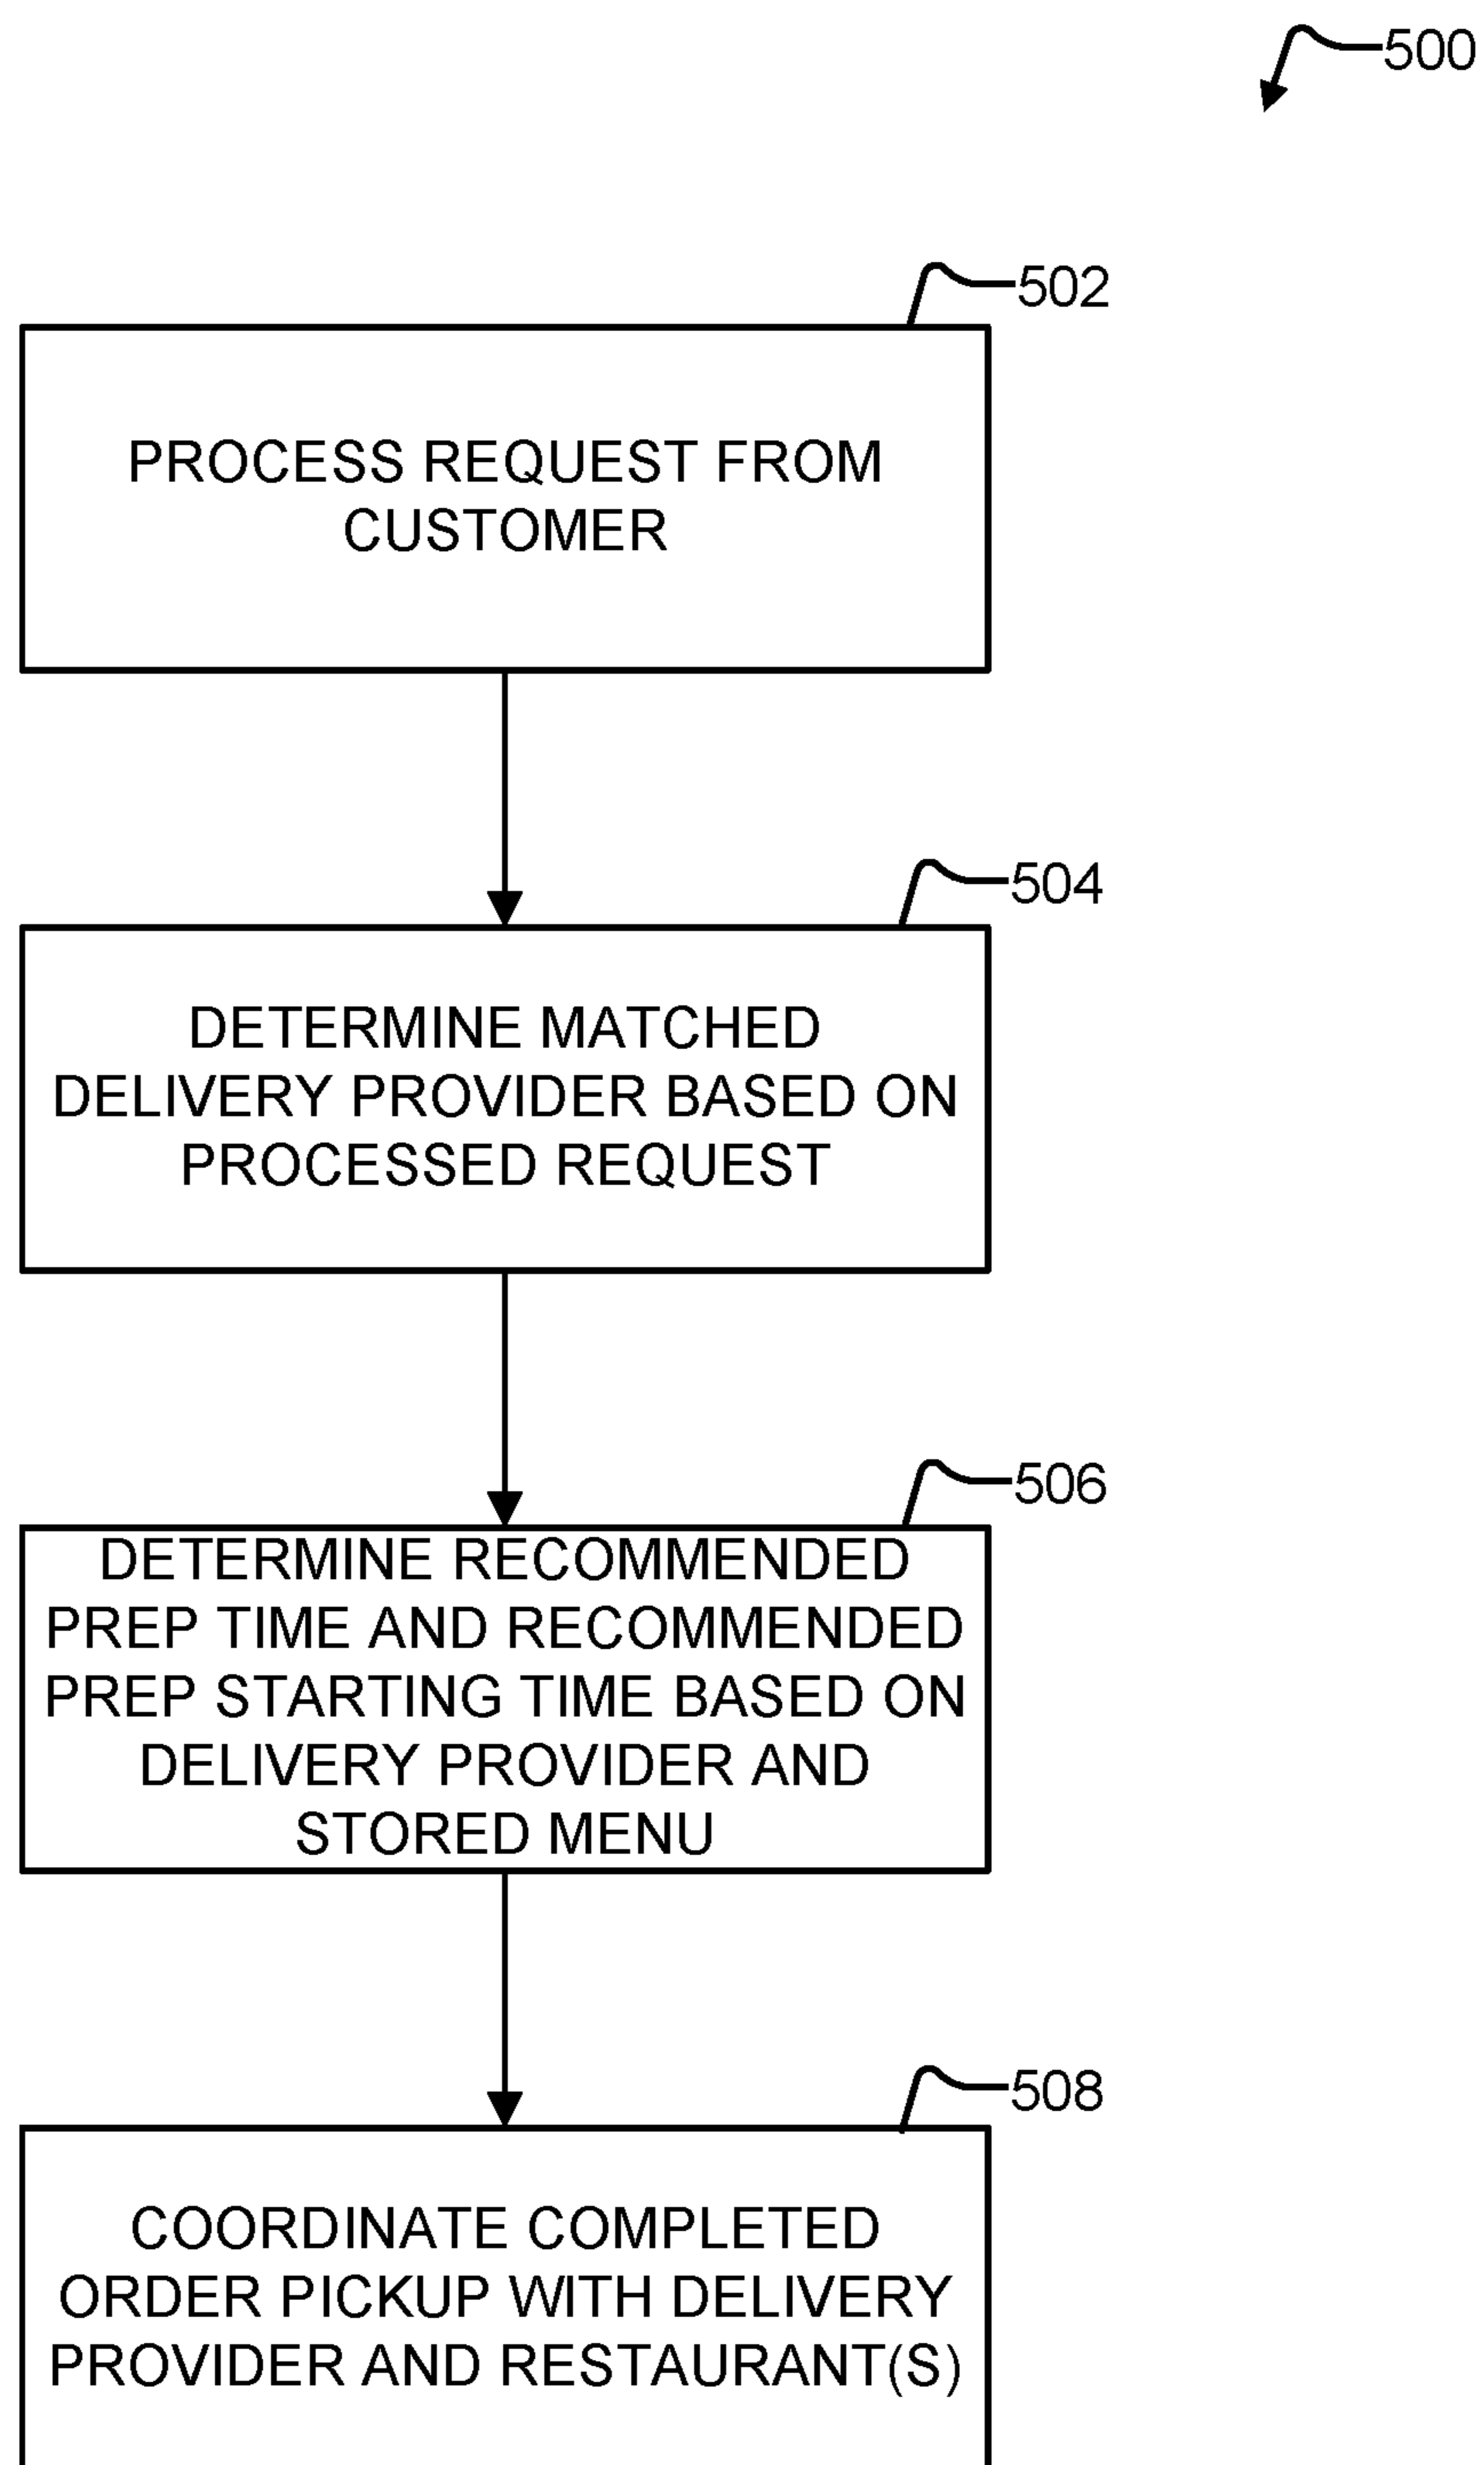 500
502
PROCESS REQUEST FROM
CUSTOMER
504
DETERMINE MATCHED
DELIVERY PROVIDER BASED ON
PROCESSED REQUEST
506
DETERMINE RECOMMENDED
PREP TIME AND RECOMMENDED
PREP STARTING TIME BASED ON
DELIVERY PROVIDER AND
STORED MENU
508
COORDINATE COMPLETED
ORDER PICKUP WITH DELIVERY
PROVIDER AND RESTAURANT(S)